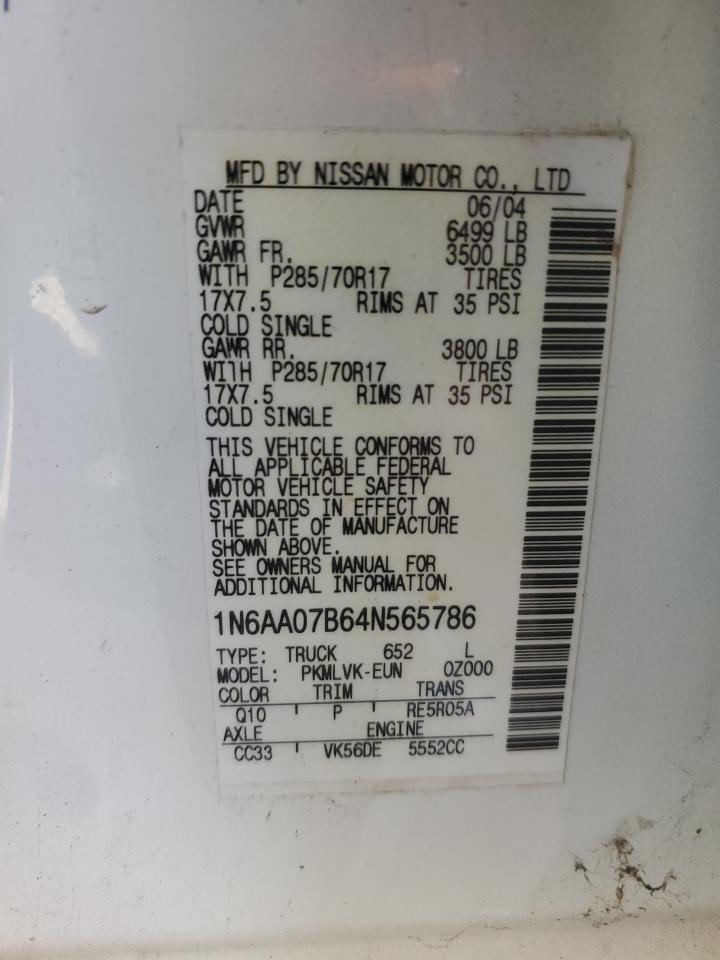 MFD BY NISSAN MOTOR CO., LTD
DATE 06/04
GVWR 6499 LB
GAWR FR. 3500 LB
WITH P285/70R17 TIRES
17X7.5 RIMS AT 35 PSI
COLD SINGLE
GAWR RR. 3800 LB
WITH P285/70R17 TIRES
17X7.5 RIMS AT 35 PSI
COLD SINGLE
THIS VEHICLE CONFORMS TO
ALL APPLICABLE FEDERAL
MOTOR VEHICLE SAFETY
STANDARDS IN EFFECT ON
THE DATE OF MANUFACTURE
SHOWN ABOVE.
SEE OWNERS MANUAL FOR
ADDITIONAL INFORMATION.
1N6AA07B64N565786
TYPE: TRUCK 652 L
MODEL: PKMLVK-EUN 0Z000
COLOR TRIM TRANS
Q10 P RE5R05A
AXLE ENGINE
CC33 VK56DE 5552CC